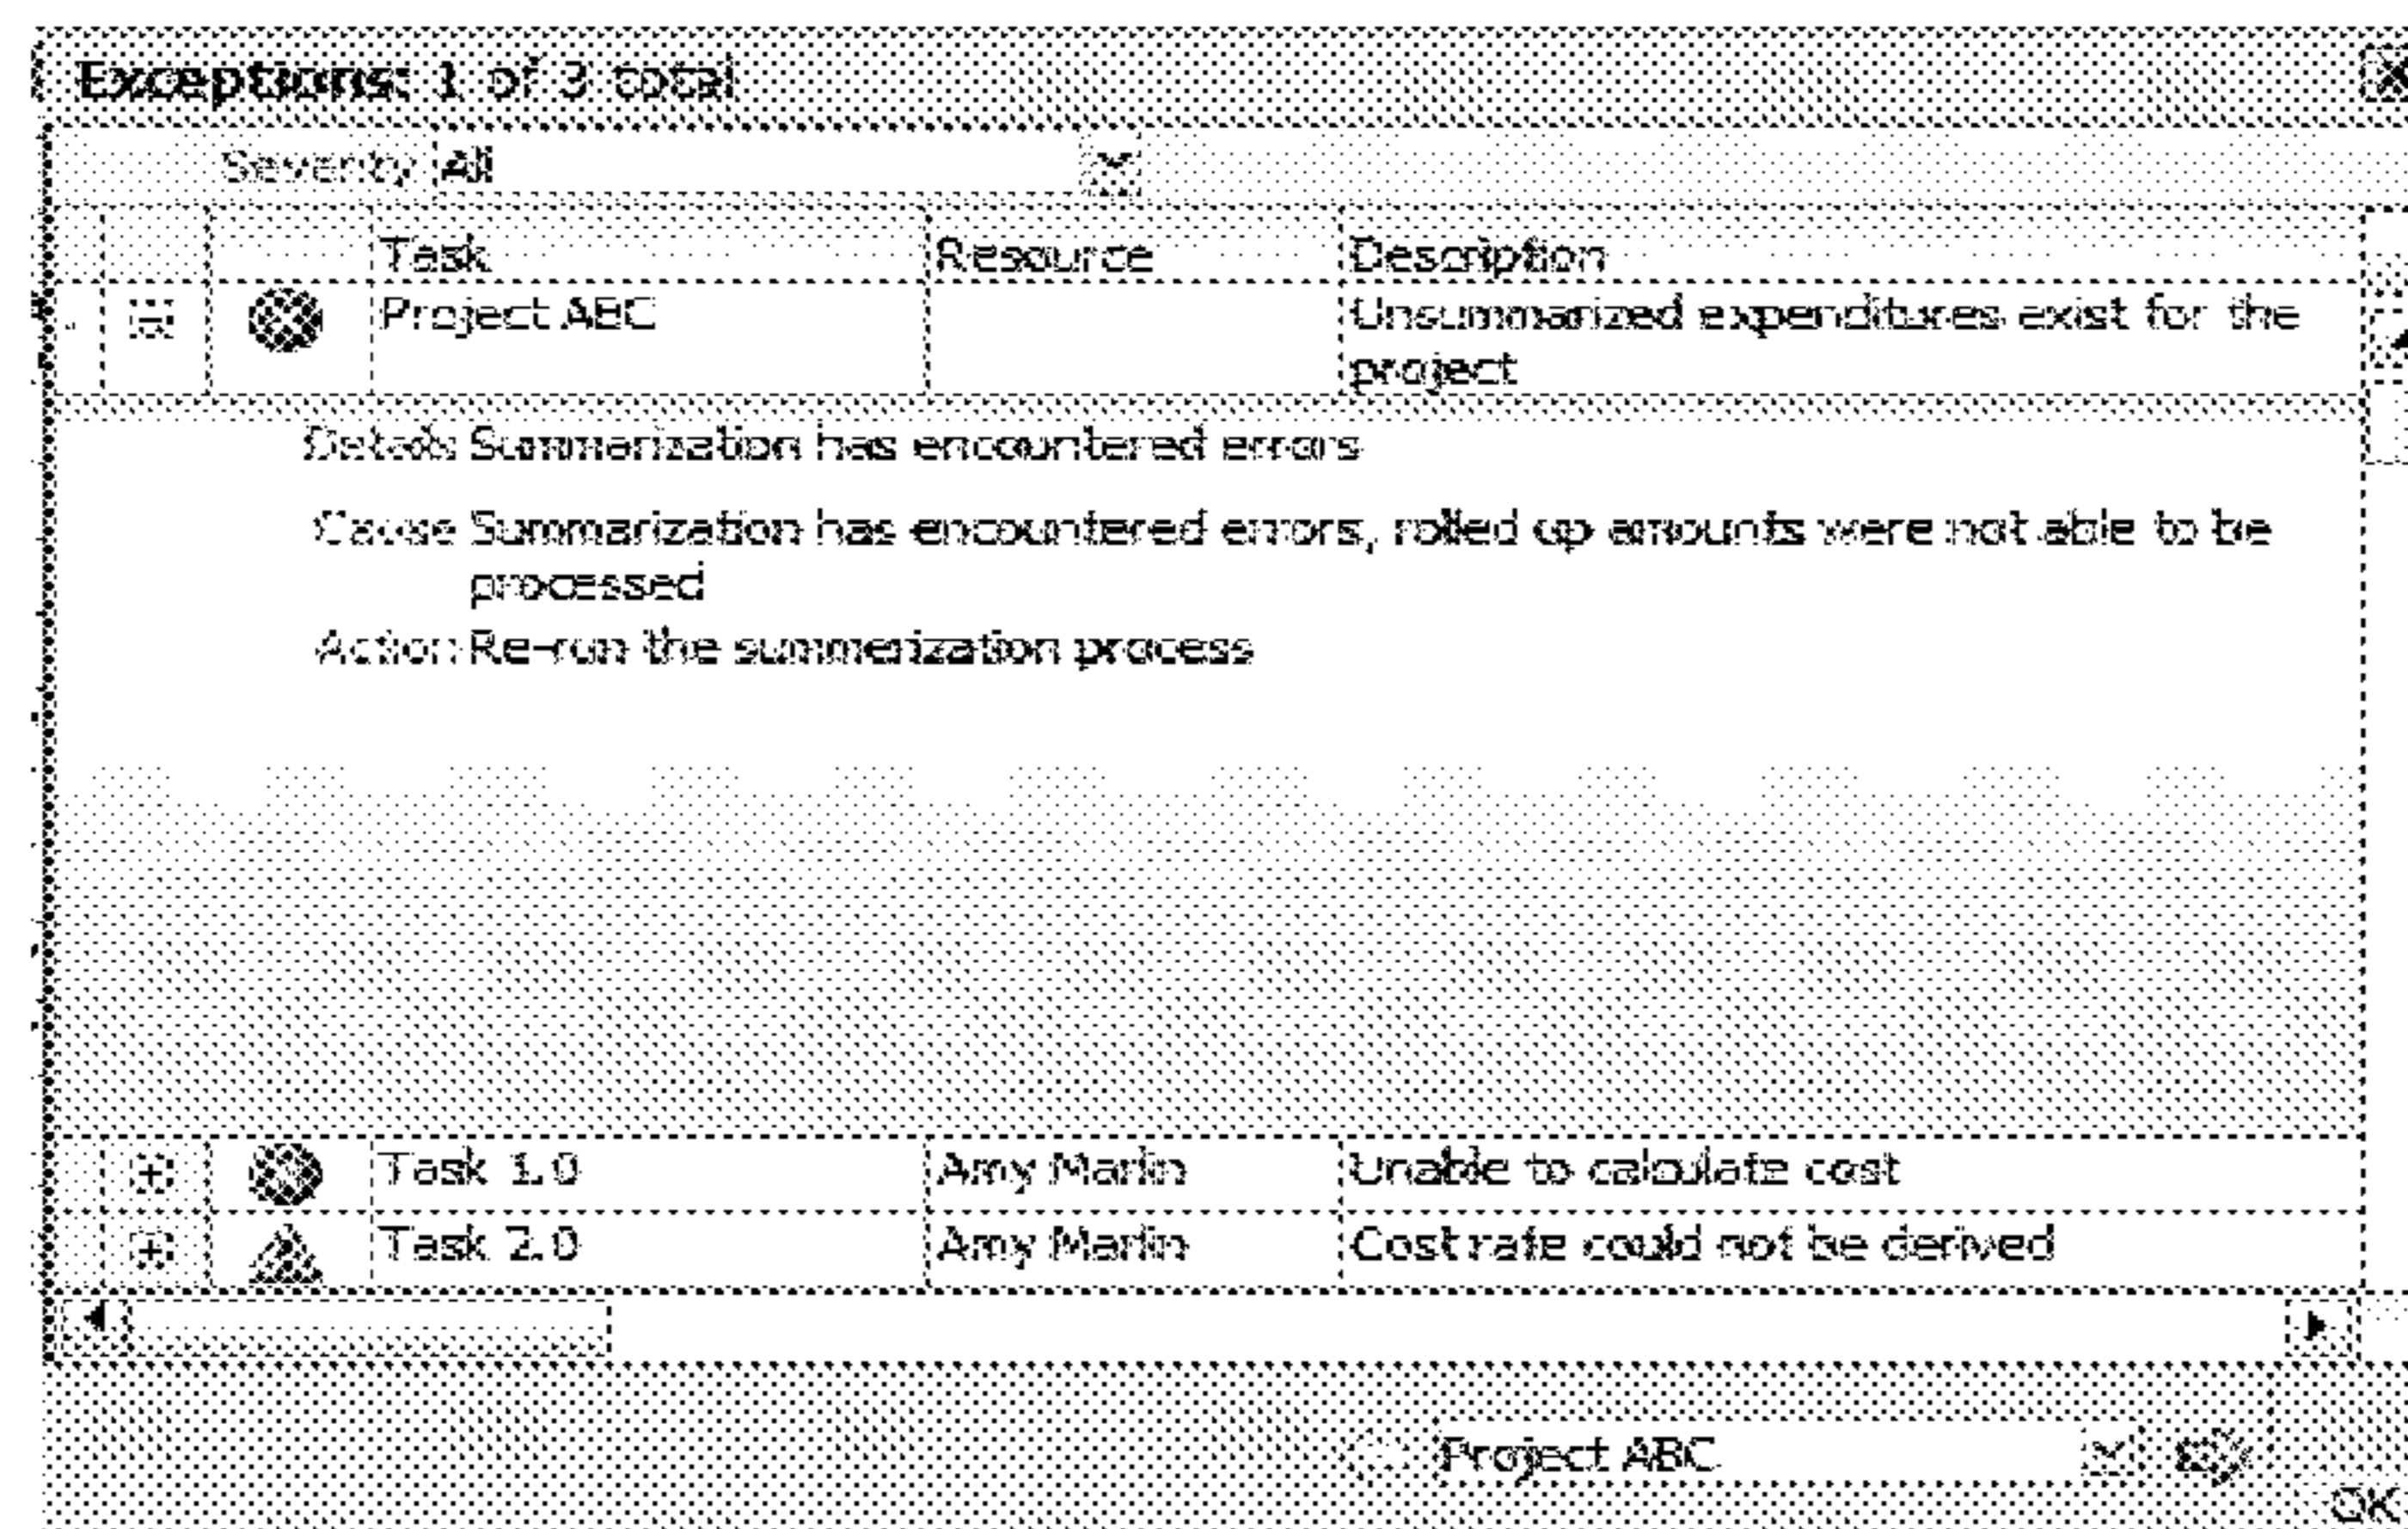 Exceptions: 1 of 3 total
Severity All
Task Resource Description
Project ABC Unsummarized expenditures exist for the
project
Details Summarization has encountered errors
Cause Summarization has encountered errors, rolled up amounts were not able to be
processed
Action Re-run the summerization process
Task 1.0 Amy Marlin Unable to calculate cost
Task 2.0 Amy Marlin Cost rate could not be derived
Project ABC
OK